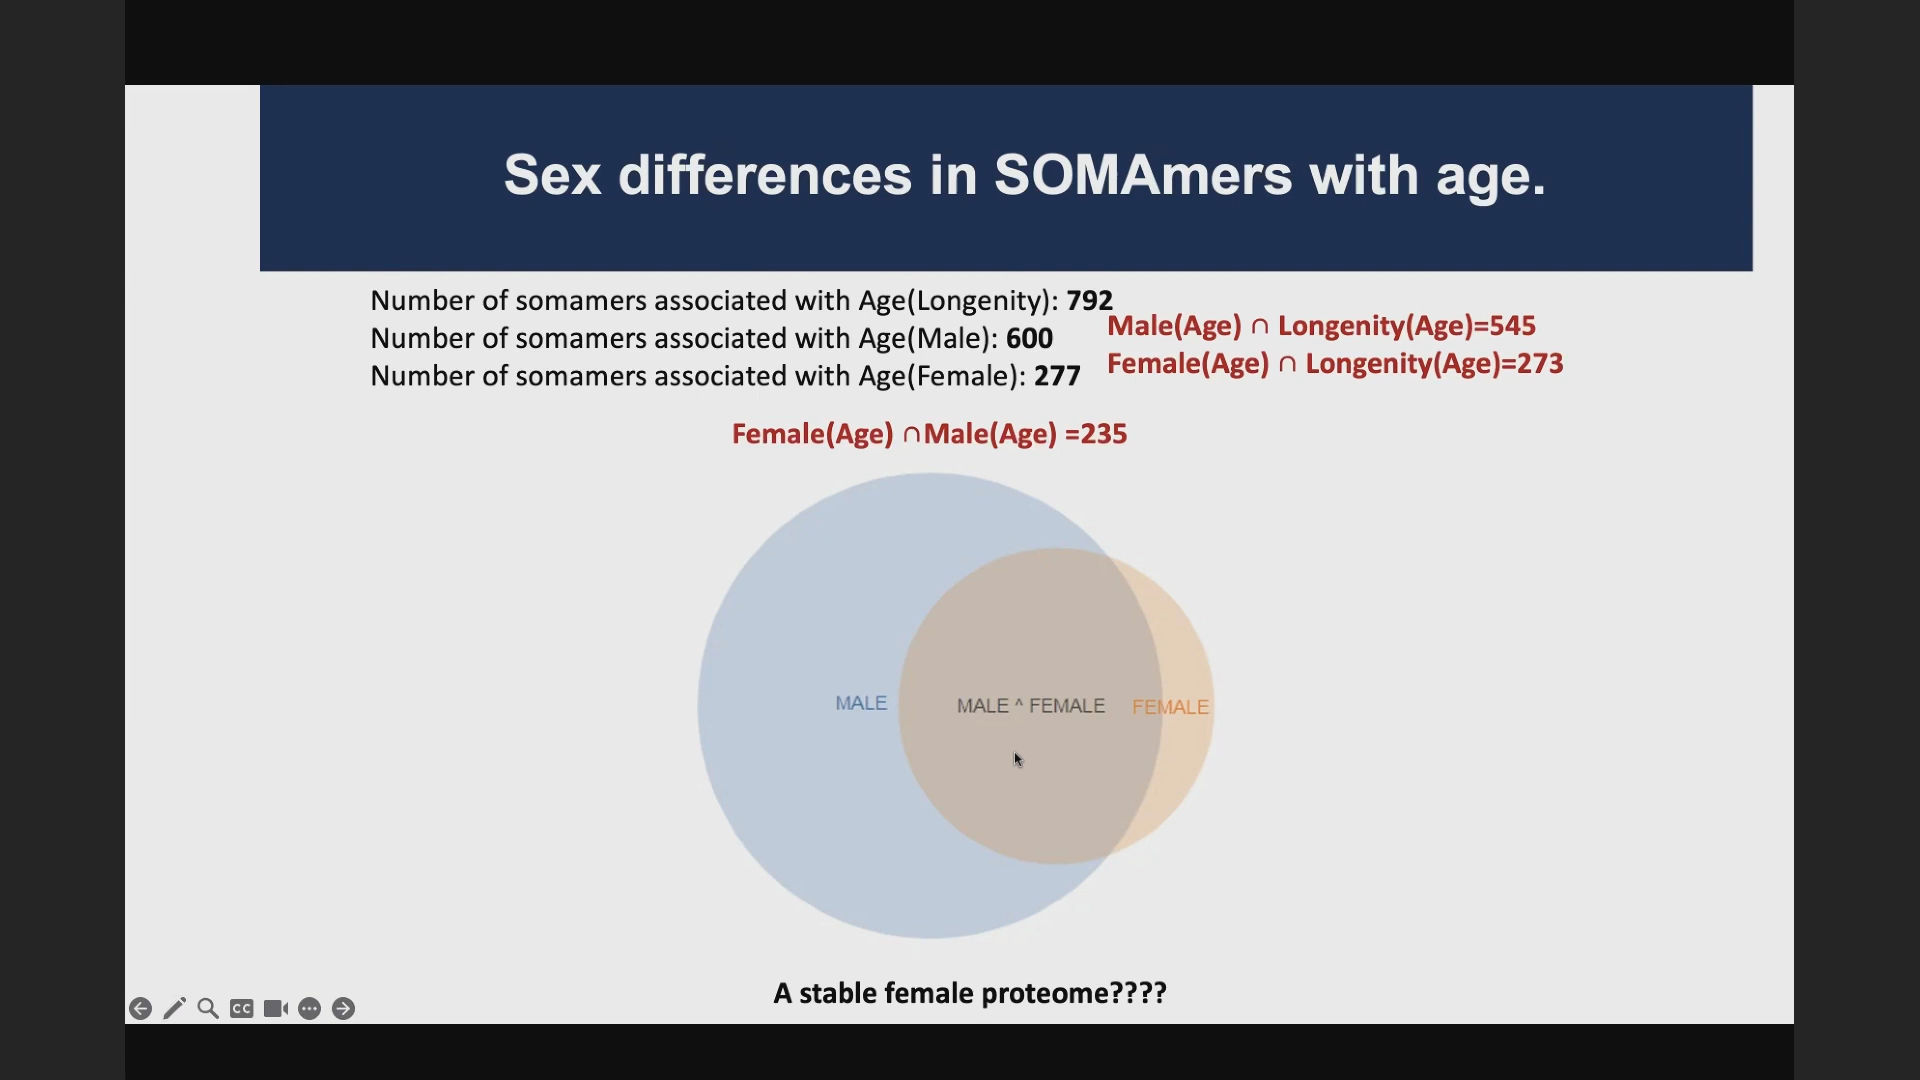 Sex differences in SOMAmers with age.
Number of somamers associated with Age(Longenity): 792
Number of somamers associated with Age(Male): 600
Number of somamers associated with Age(Female): 277
Male(Age) ∩ Longenity(Age)=545
Female(Age) ∩ Longenity(Age)=273
Female(Age) ∩Male(Age) =235
MALE
MALE ^ FEMALE
FEMALE
A stable female proteome????
CC